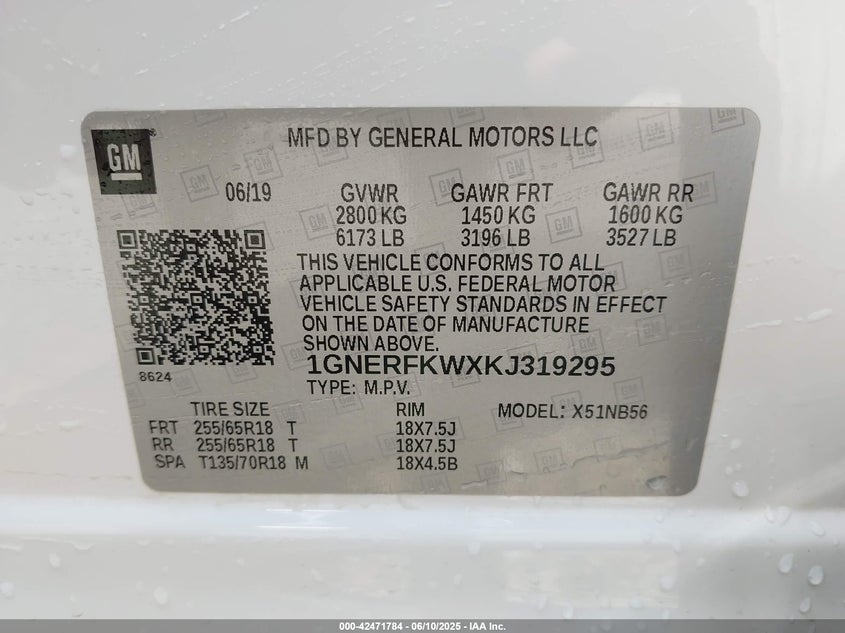 GM
MFD BY GENERAL MOTORS LLC
06/19 GVWR GAWR FRT GAWR RR
2800 KG 1450 KG 1600 KG
6173 LB 3196 LB 3527 LB
THIS VEHICLE CONFORMS TO ALL
APPLICABLE U.S. FEDERAL MOTOR
VEHICLE SAFETY STANDARDS IN EFFECT
ON THE DATE OF MANUFACTURE
SHOWN ABOVE.
1GNERFKWXKJ319295
8624
TYPE: M.P.V.
TIRE SIZE RIM MODEL: X51NB56
FRT 255/65R18 T 18X7.5J
RR 255/65R18 T 18X7.5J
SPA T135/70R18 M 18X4.5B
000-42471784 - 06/10/2025 - IAA Inc.